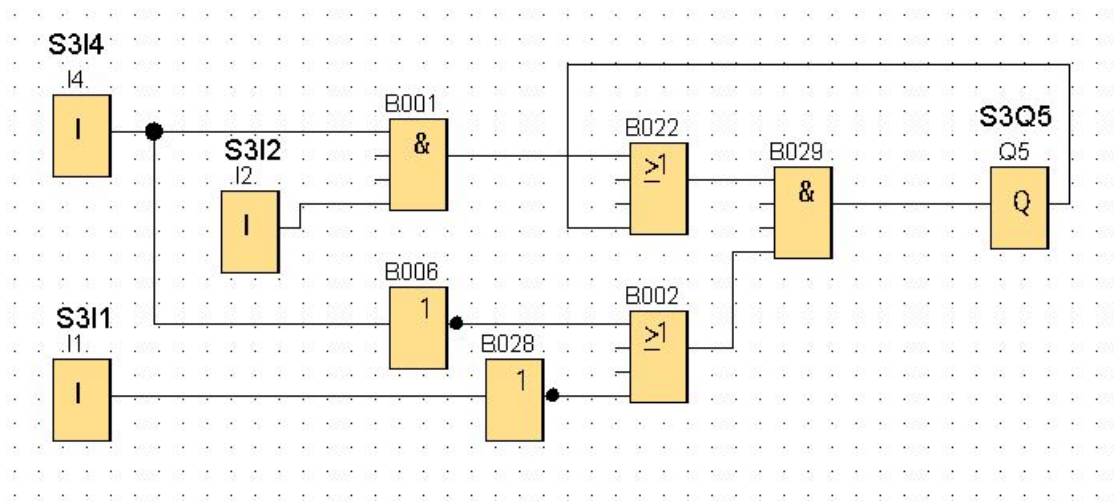 S3I4
I4
I
B001
&
S3I2
I2
I
B022
≥1
B029
&
S3Q5
Q5
Q
B006
1
B002
≥1
S3I1
I1
I
B028
1